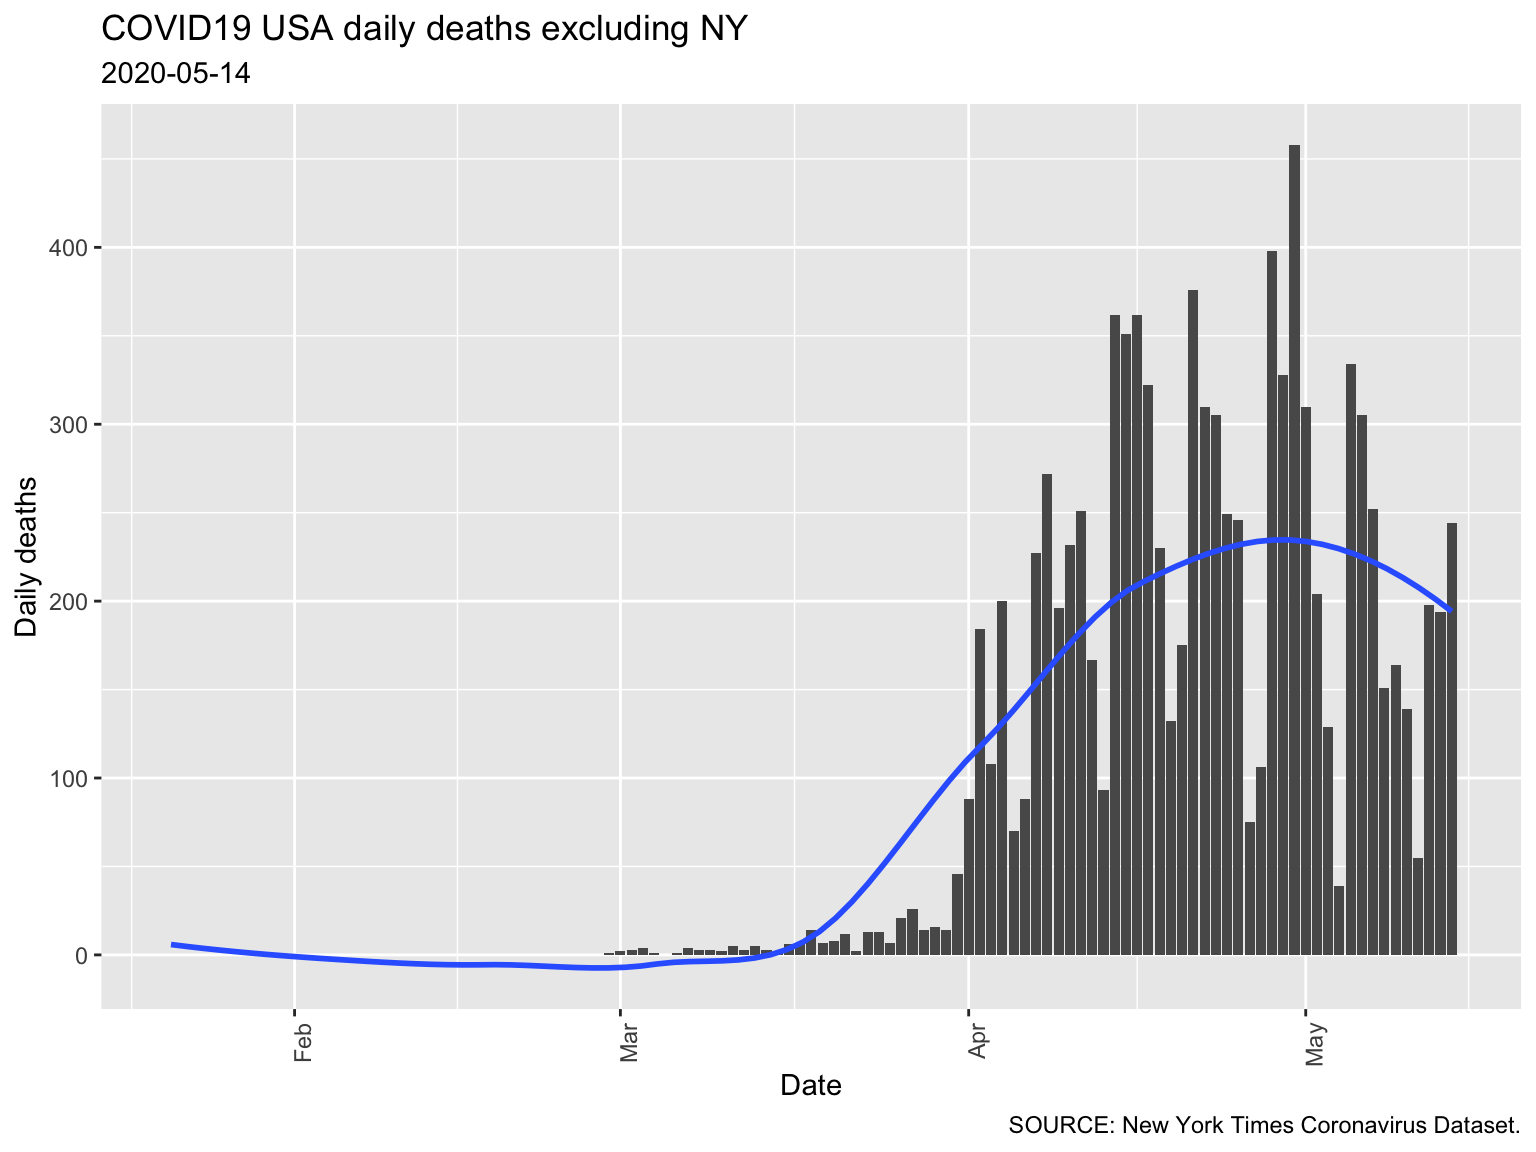 COVID19 USA daily deaths excluding NY
2020-05-14
Daily deaths
400
300
200
100
0
Feb
Mar
Apr
May
Date
SOURCE: New York Times Coronavirus Dataset.